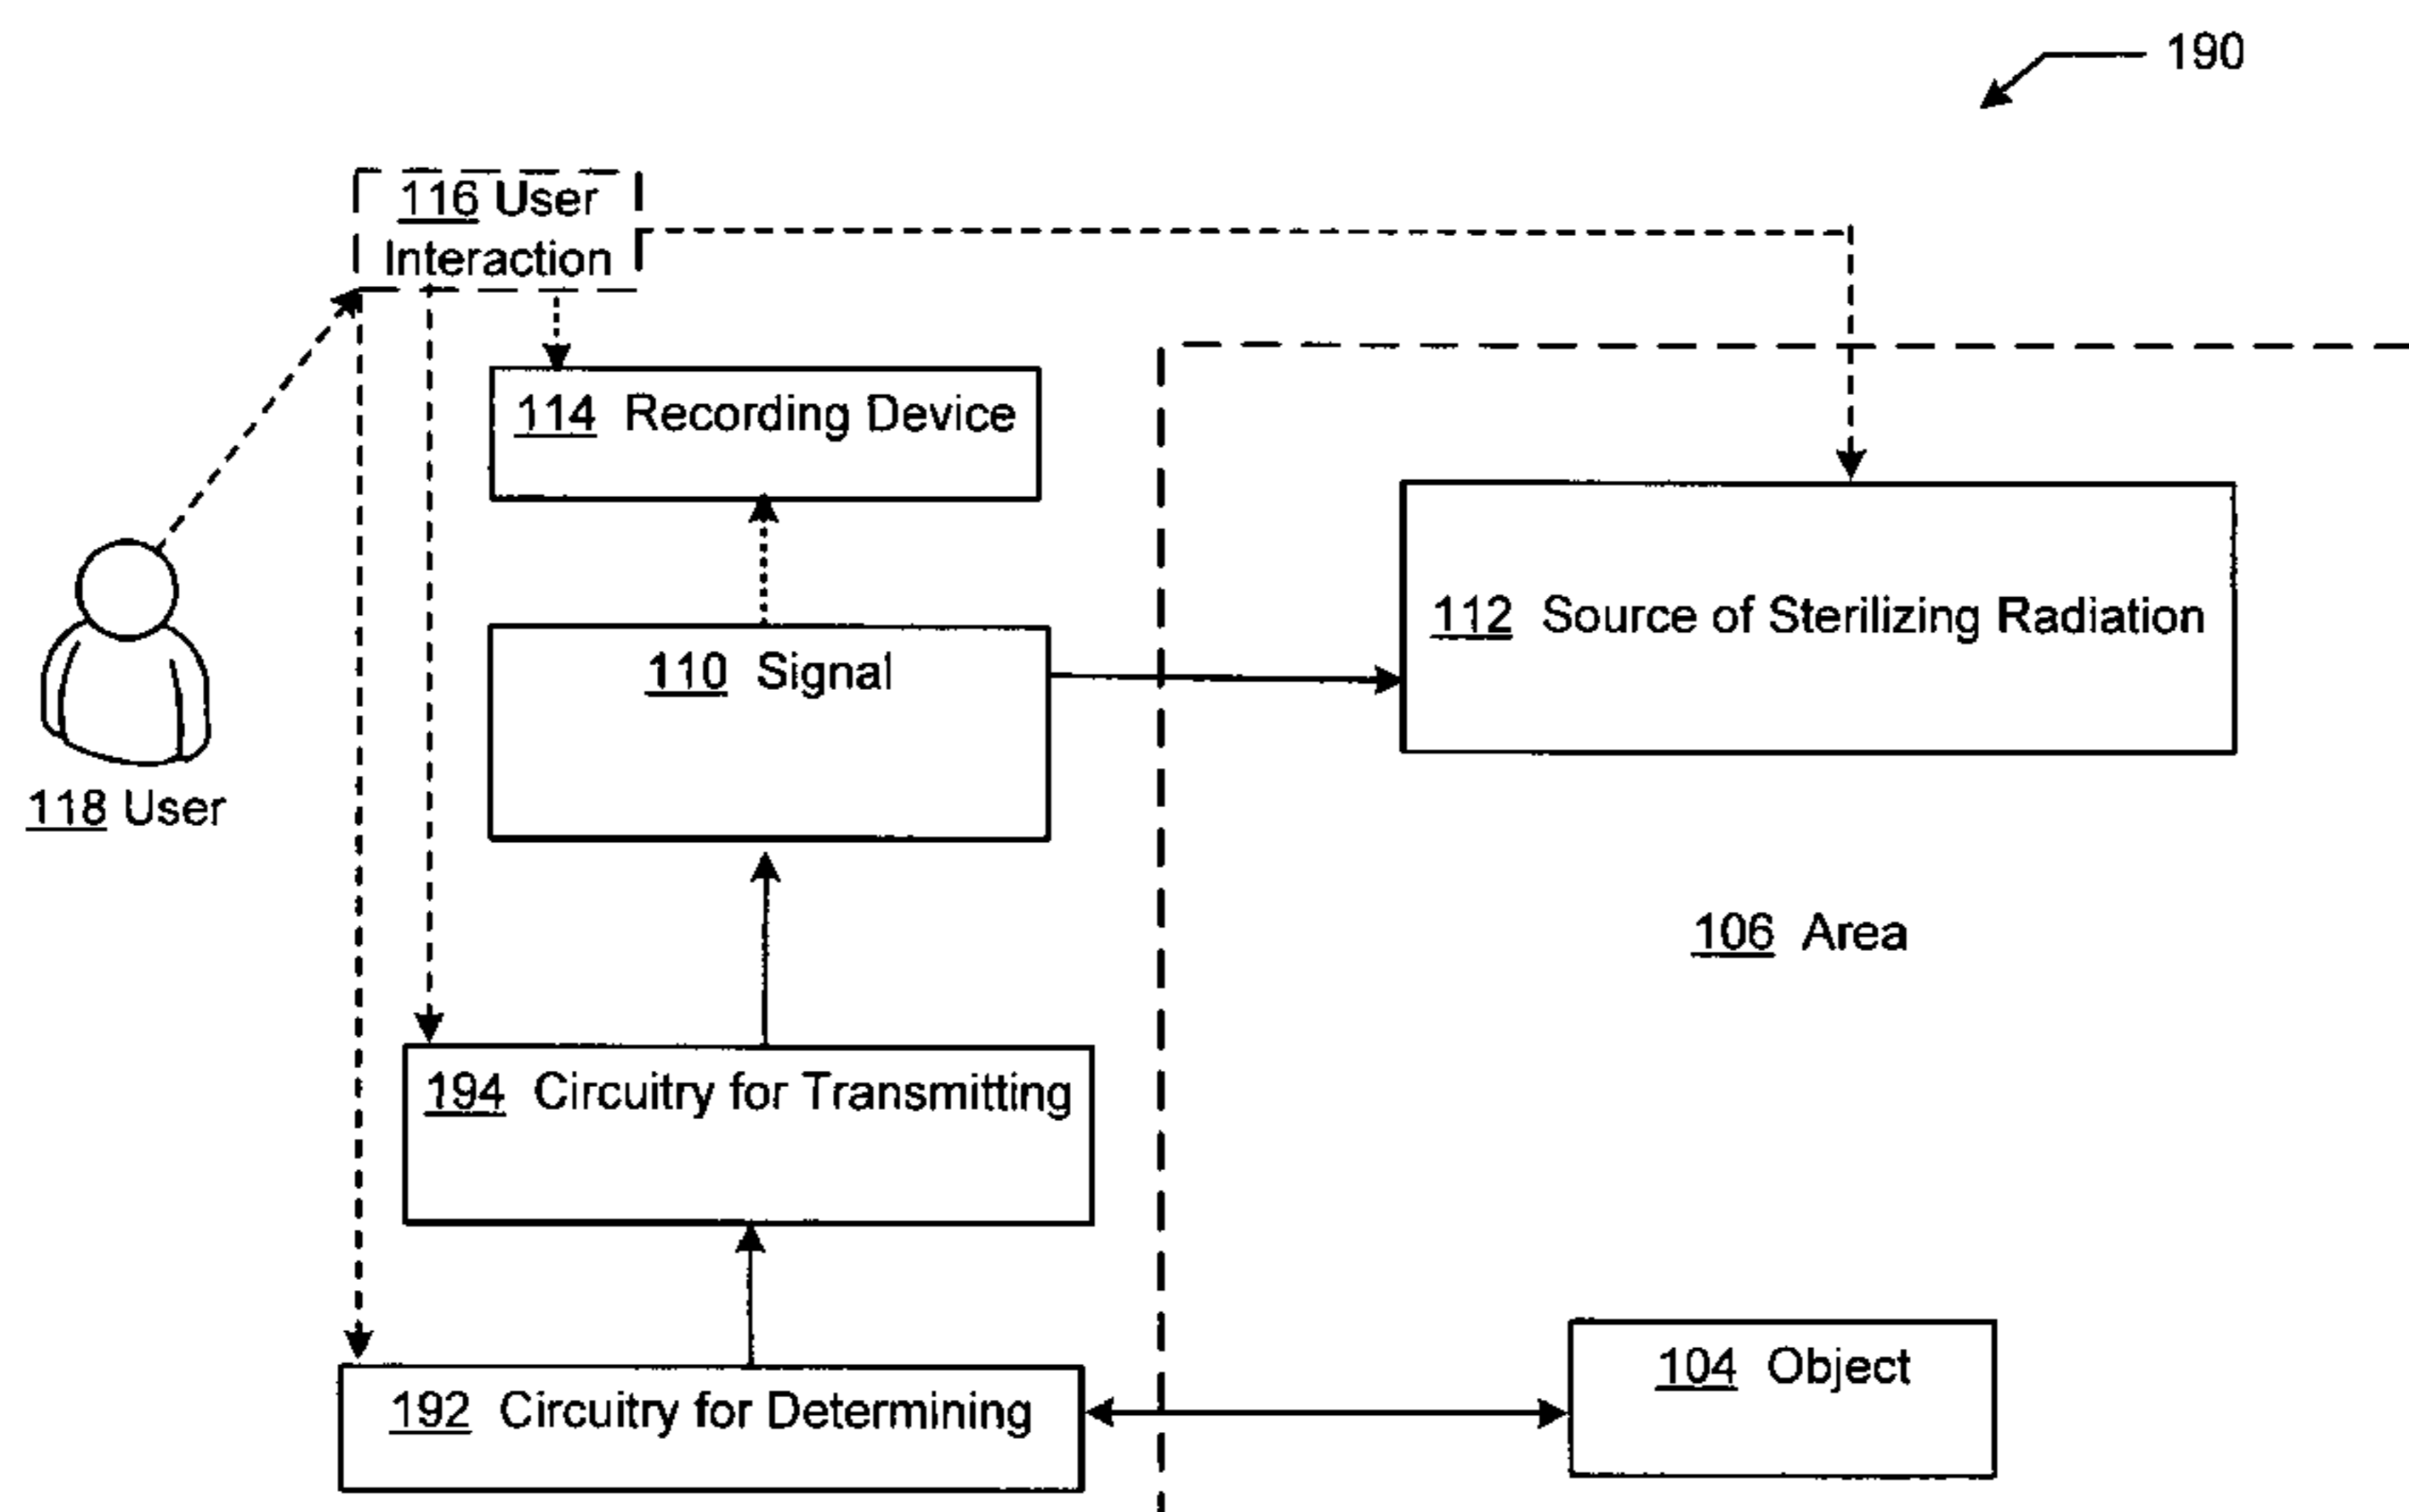 190
116 User
Interaction
114 Recording Device
112 Source of Sterilizing Radiation
110 Signal
118 User
106 Area
194 Circuitry for Transmitting
104 Object
192 Circuitry for Determining